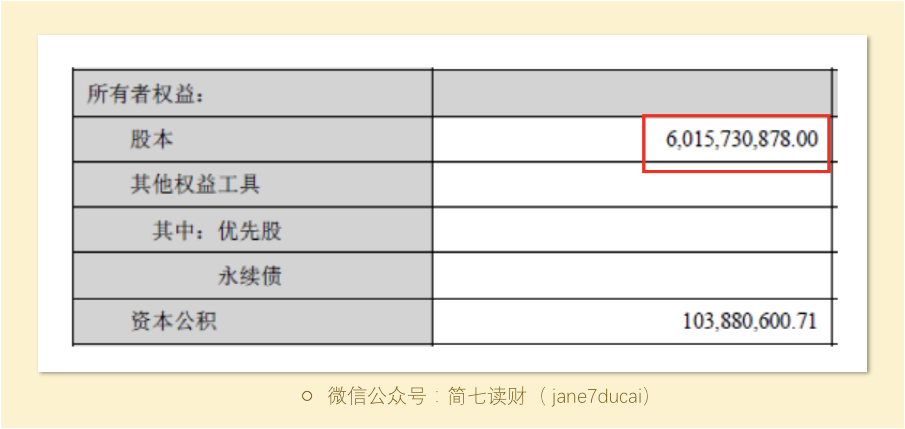 所有者权益：
股本 6,015,730,878.00
其他权益工具
其中：优先股
永续债
资本公积 103,880,600.71
微信公众号：简七读财（jane7ducai）